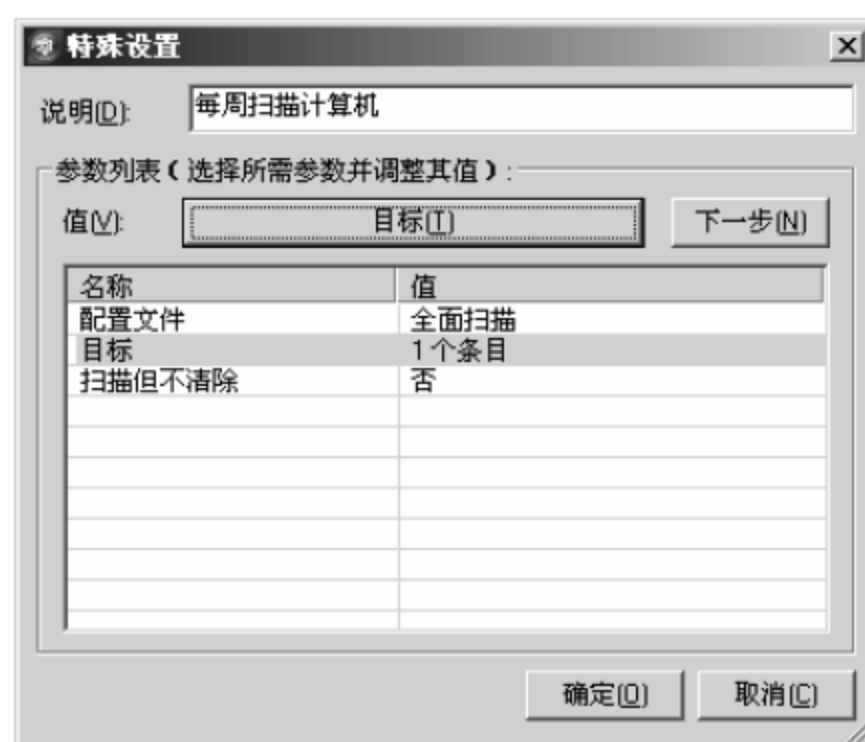 特殊设置
说明(D): 每周扫描计算机
参数列表(选择所需参数并调整其值):
值(V): 目标(T) 下一步(N)
名称 值
配置文件 全面扫描
目标 1个条目
扫描但不清除 否
确定(O) 取消(C)